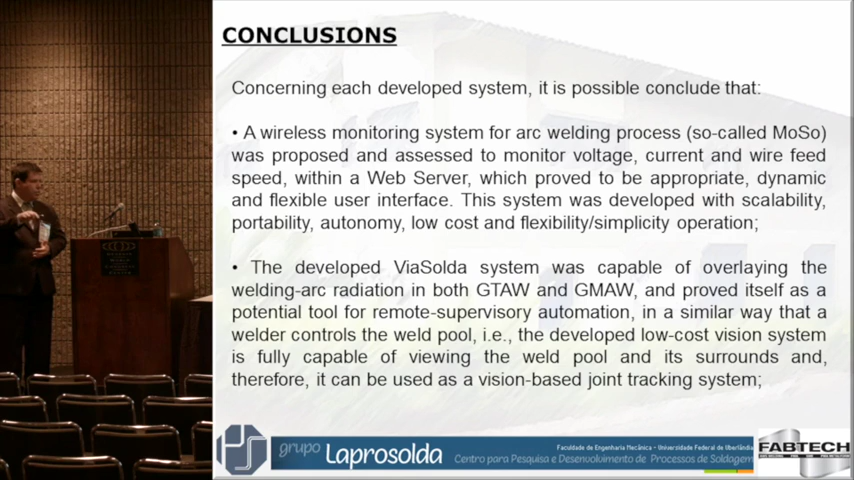 CONCLUSIONS
Concerning each developed system, it is possible conclude that:
• A wireless monitoring system for arc welding process (so-called MoSo)
was proposed and assessed to monitor voltage, current and wire feed
speed, within a Web Server, which proved to be appropriate, dynamic
and flexible user interface. This system was developed with scalability,
portability, autonomy, low cost and flexibility/simplicity operation;
• The developed ViaSolda system was capable of overlaying the
welding-arc radiation in both GTAW and GMAW, and proved itself as a
potential tool for remote-supervisory automation, in a similar way that a
welder controls the weld pool, i.e., the developed low-cost vision system
is fully capable of viewing the weld pool and its surrounds and,
therefore, it can be used as a vision-based joint tracking system;
grupo Laprosolda
Faculdade de Engenharia Mecânica - Universidade Federal de Uberlândia
Centro para Pesquisa e Desenvolvimento de Processos de Soldagem
FABTECH